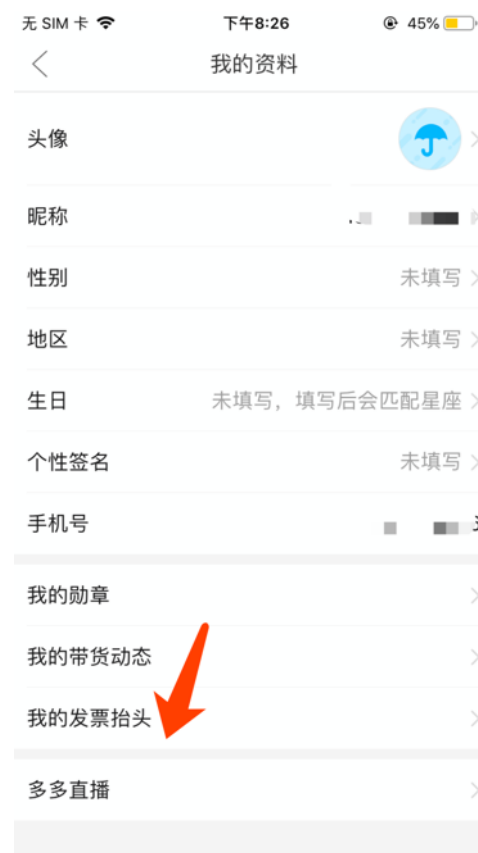 无 SIM 卡 下午8:26 45%
我的资料
头像
昵称
性别 未填写
地区 未填写
生日 未填写，填写后会匹配星座
个性签名 未填写
手机号
我的勋章
我的带货动态
我的发票抬头
多多直播